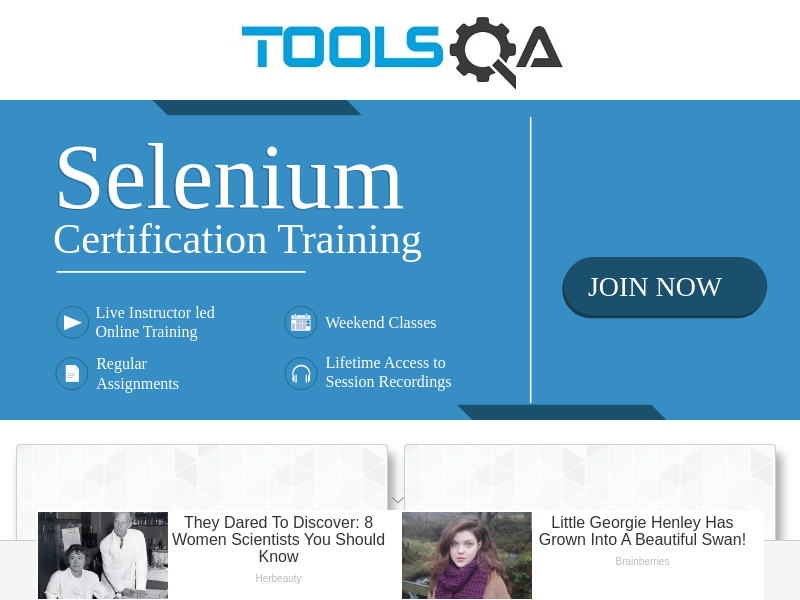 TOOLSQA
Selenium
Certification Training
JOIN NOW
Live Instructor led
Online Training
Weekend Classes
Regular
Assignments
Lifetime Access to
Session Recordings
They Dared To Discover: 8
Women Scientists You Should
Know
Herbeauty
Little Georgie Henley Has
Grown Into A Beautiful Swan!
Brainberries